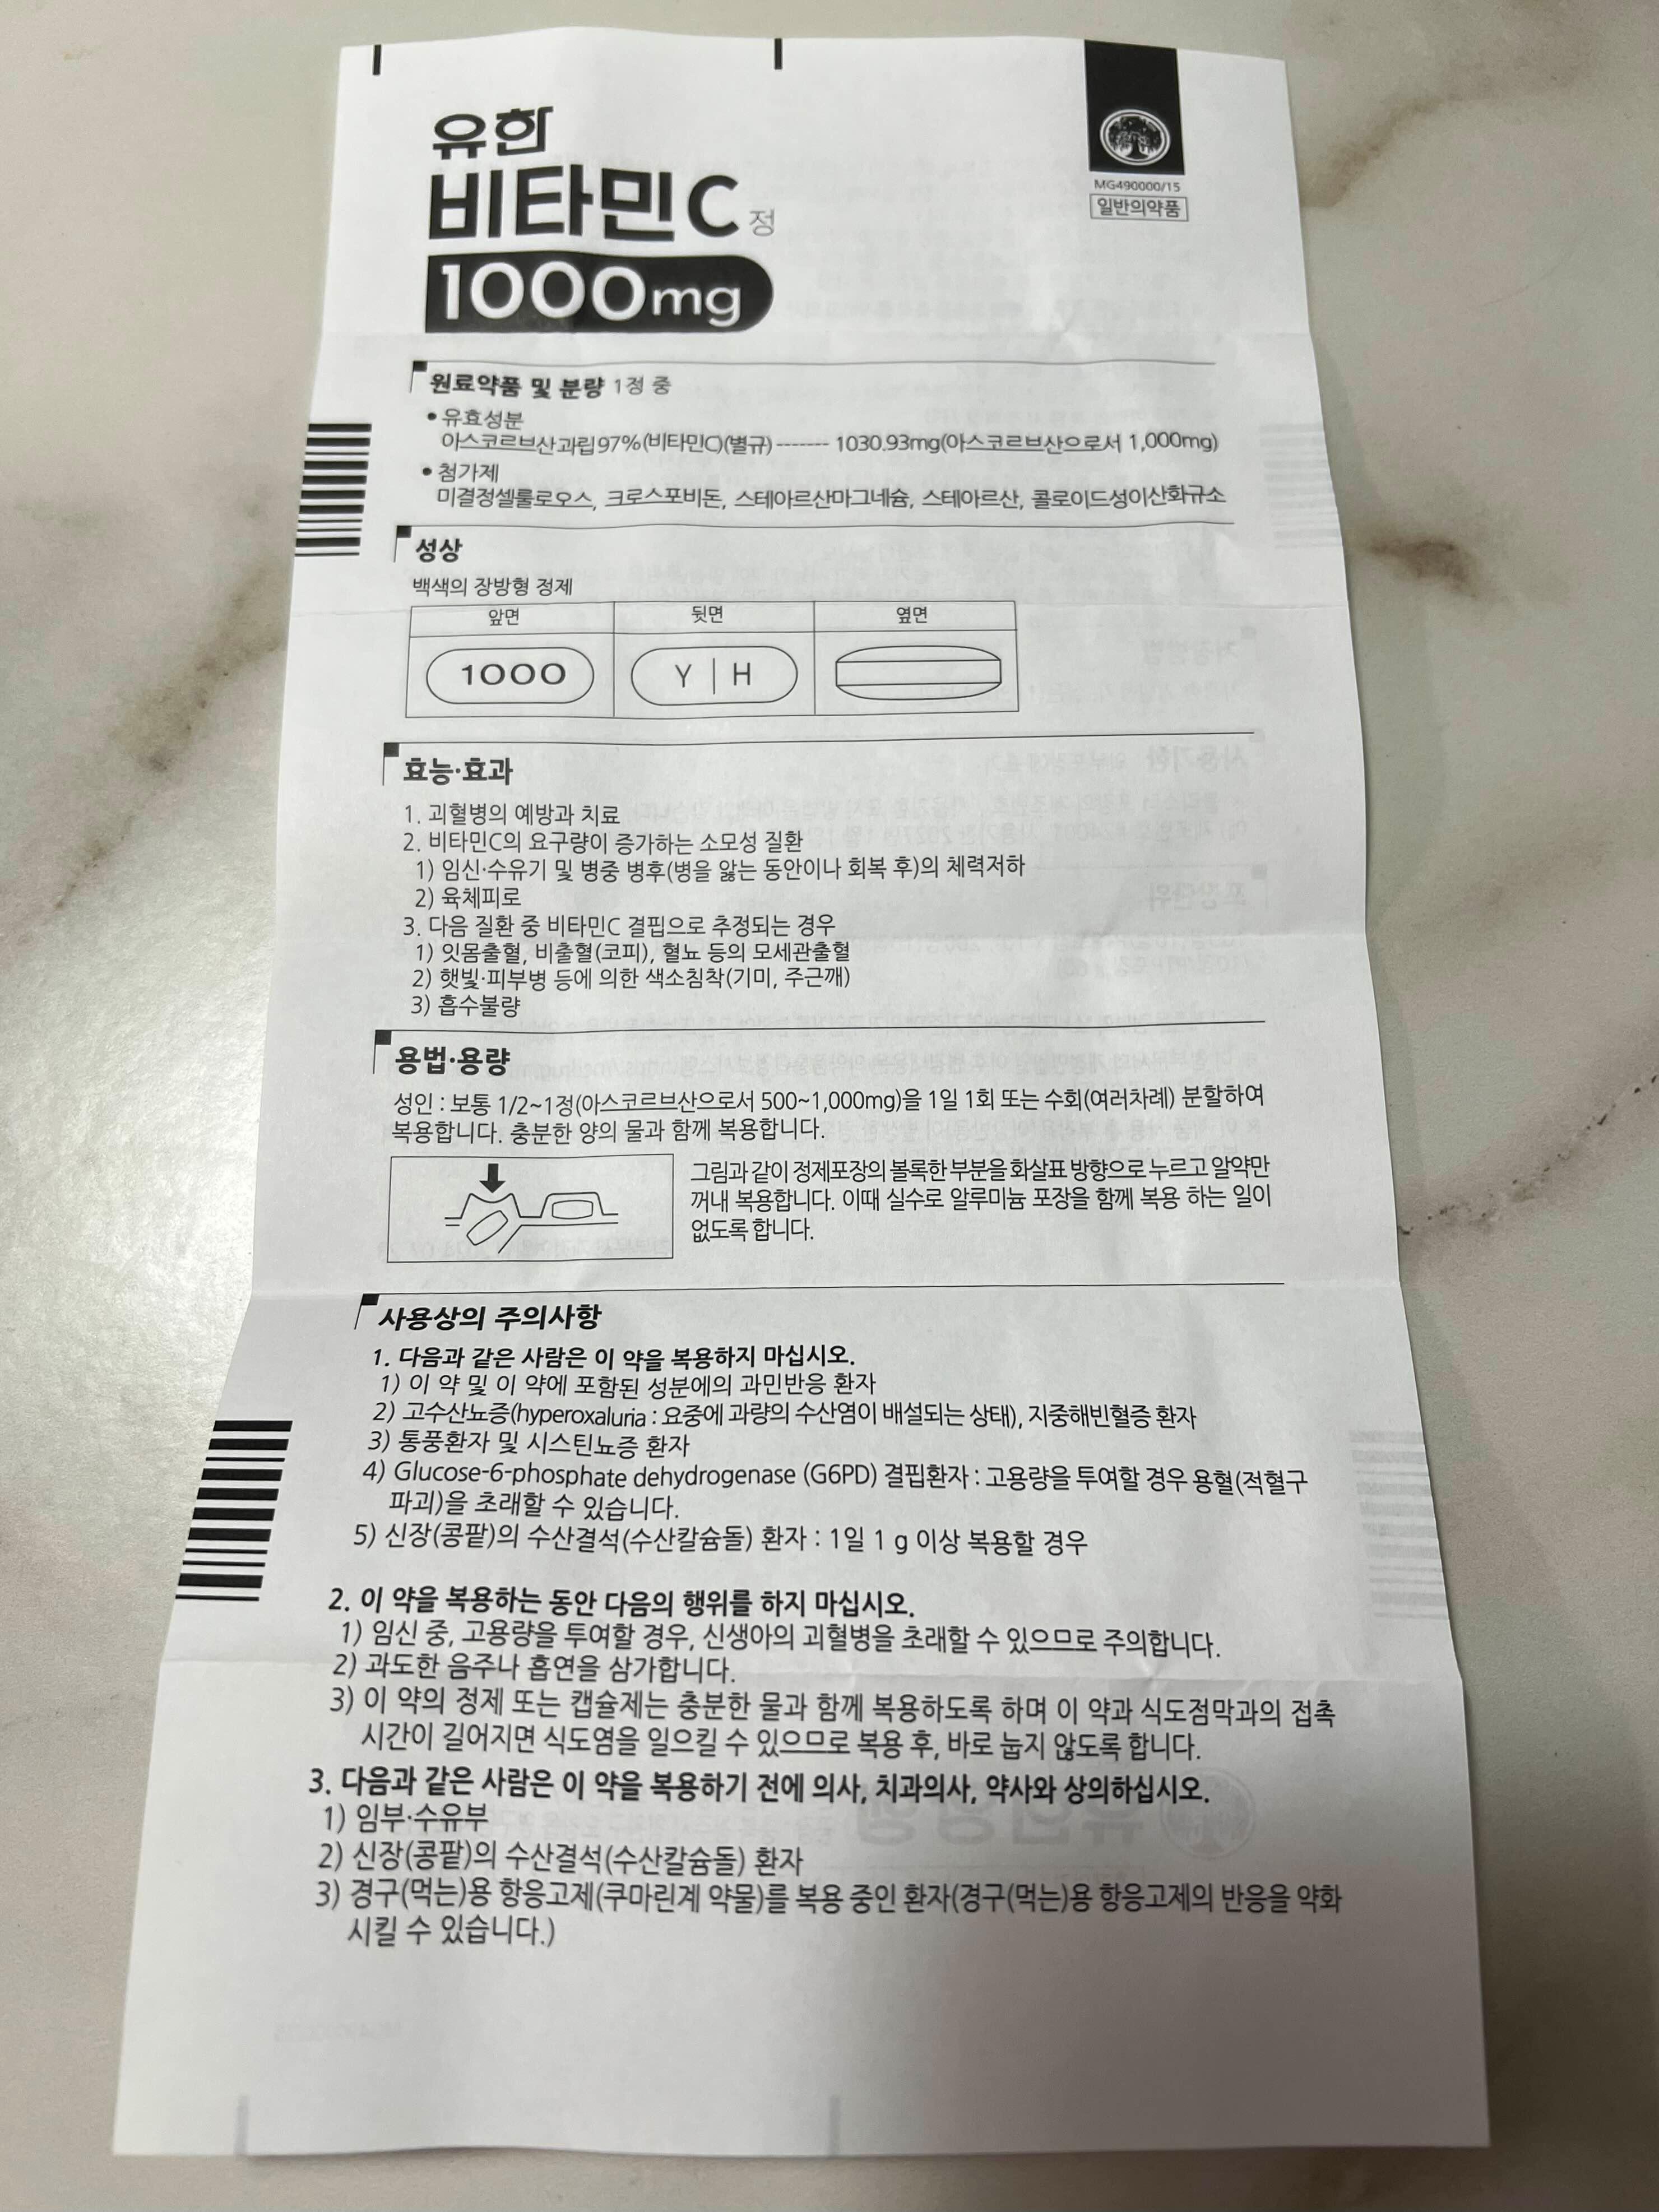 유한
비타민C 정
1000mg
MG490000/15
일반의약품
원료약품 및 분량 1정 중
• 유효성분
아스코르브산과립97%(비타민C)(별규) ------- 1030.93mg(아스코르브산으로서 1,000mg)
• 첨가제
미결정셀룰로오스, 크로스포비돈, 스테아르산마그네슘, 스테아르산, 콜로이드성이산화규소
성상
백색의 장방형 정제
앞면 뒷면 옆면
1000 Y | H
효능·효과
1. 괴혈병의 예방과 치료
2. 비타민C의 요구량이 증가하는 소모성 질환
1) 임신·수유기 및 병중 병후(병을 앓는 동안이나 회복 후)의 체력저하
2) 육체피로
3. 다음 질환 중 비타민C 결핍으로 추정되는 경우
1) 잇몸출혈, 비출혈(코피), 혈뇨 등의 모세관출혈
2) 햇빛·피부병 등에 의한 색소침착(기미, 주근깨)
3) 흡수불량
용법·용량
성인 : 보통 1/2~1정(아스코르브산으로서 500~1,000mg)을 1일 1회 또는 수회(여러차례) 분할하여
복용합니다. 충분한 양의 물과 함께 복용합니다.
그림과 같이 정제포장의 볼록한 부분을 화살표 방향으로 누르고 알약만
꺼내 복용합니다. 이때 실수로 알루미늄 포장을 함께 복용 하는 일이
없도록 합니다.
사용상의 주의사항
1. 다음과 같은 사람은 이 약을 복용하지 마십시오.
1) 이 약 및 이 약에 포함된 성분에의 과민반응 환자
2) 고수산뇨증(hyperoxaluria : 요중에 과량의 수산염이 배설되는 상태), 지중해빈혈증 환자
3) 통풍환자 및 시스틴뇨증 환자
4) Glucose-6-phosphate dehydrogenase (G6PD) 결핍환자 : 고용량을 투여할 경우 용혈(적혈구
파괴)을 초래할 수 있습니다.
5) 신장(콩팥)의 수산결석(수산칼슘돌) 환자 : 1일 1 g 이상 복용할 경우
2. 이 약을 복용하는 동안 다음의 행위를 하지 마십시오.
1) 임신 중, 고용량을 투여할 경우, 신생아의 괴혈병을 초래할 수 있으므로 주의합니다.
2) 과도한 음주나 흡연을 삼가합니다.
3) 이 약의 정제 또는 캡슐제는 충분한 물과 함께 복용하도록 하며 이 약과 식도점막과의 접촉
시간이 길어지면 식도염을 일으킬 수 있으므로 복용 후, 바로 눕지 않도록 합니다.
3. 다음과 같은 사람은 이 약을 복용하기 전에 의사, 치과의사, 약사와 상의하십시오.
1) 임부·수유부
2) 신장(콩팥)의 수산결석(수산칼슘돌) 환자
3) 경구(먹는)용 항응고제(쿠마린계 약물)를 복용 중인 환자(경구(먹는)용 항응고제의 반응을 약화
시킬 수 있습니다.)